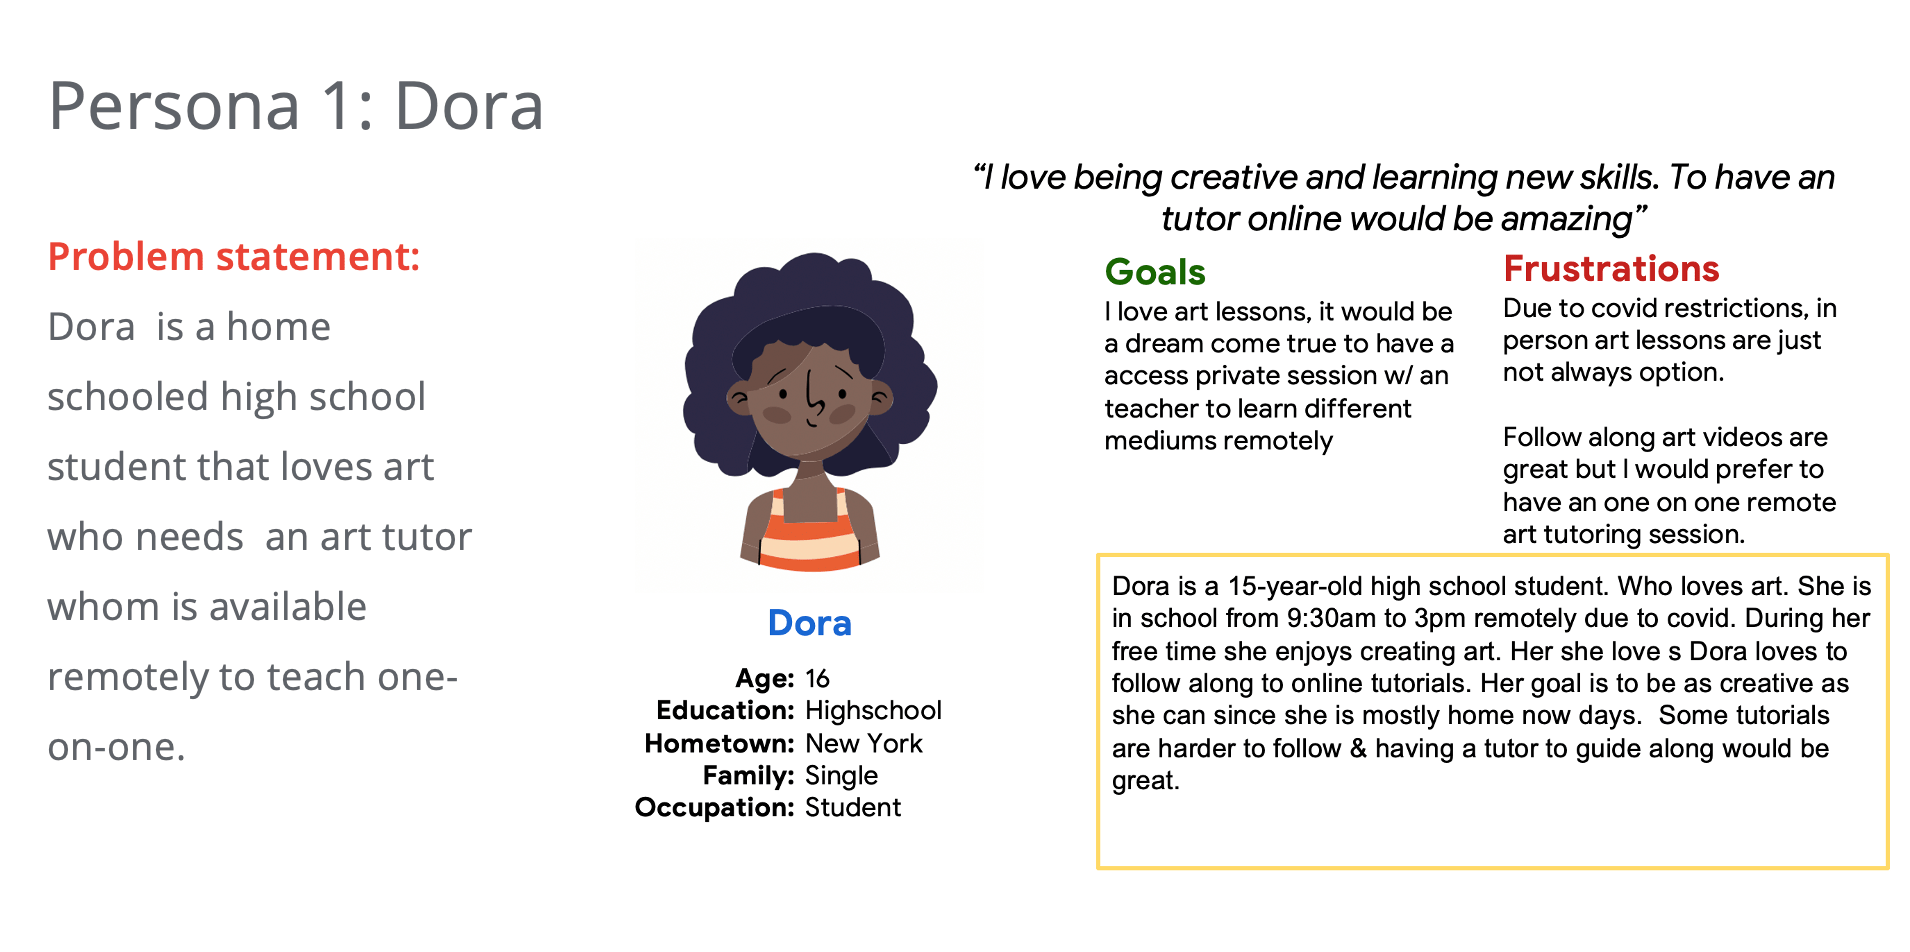 Persona 1: Dora
Problem statement:
Dora  is a home
schooled high school
student that loves art
who needs  an art tutor
whom is available
remotely to teach one-
on-one.
Dora
Age: 16
Education: Highschool
Hometown: New York
Family: Single
Occupation: Student
“I love being creative and learning new skills. To have an
tutor online would be amazing”
Goals
I love art lessons, it would be
a dream come true to have a
access private session w/ an
teacher to learn different
mediums remotely
Frustrations
Due to covid restrictions, in
person art lessons are just
not always option.
Follow along art videos are
great but I would prefer to
have an one on one remote
art tutoring session.
Dora is a 15-year-old high school student. Who loves art. She is
in school from 9:30am to 3pm remotely due to covid. During her
free time she enjoys creating art. Her she love s Dora loves to
follow along to online tutorials. Her goal is to be as creative as
she can since she is mostly home now days.  Some tutorials
are harder to follow & having a tutor to guide along would be
great.